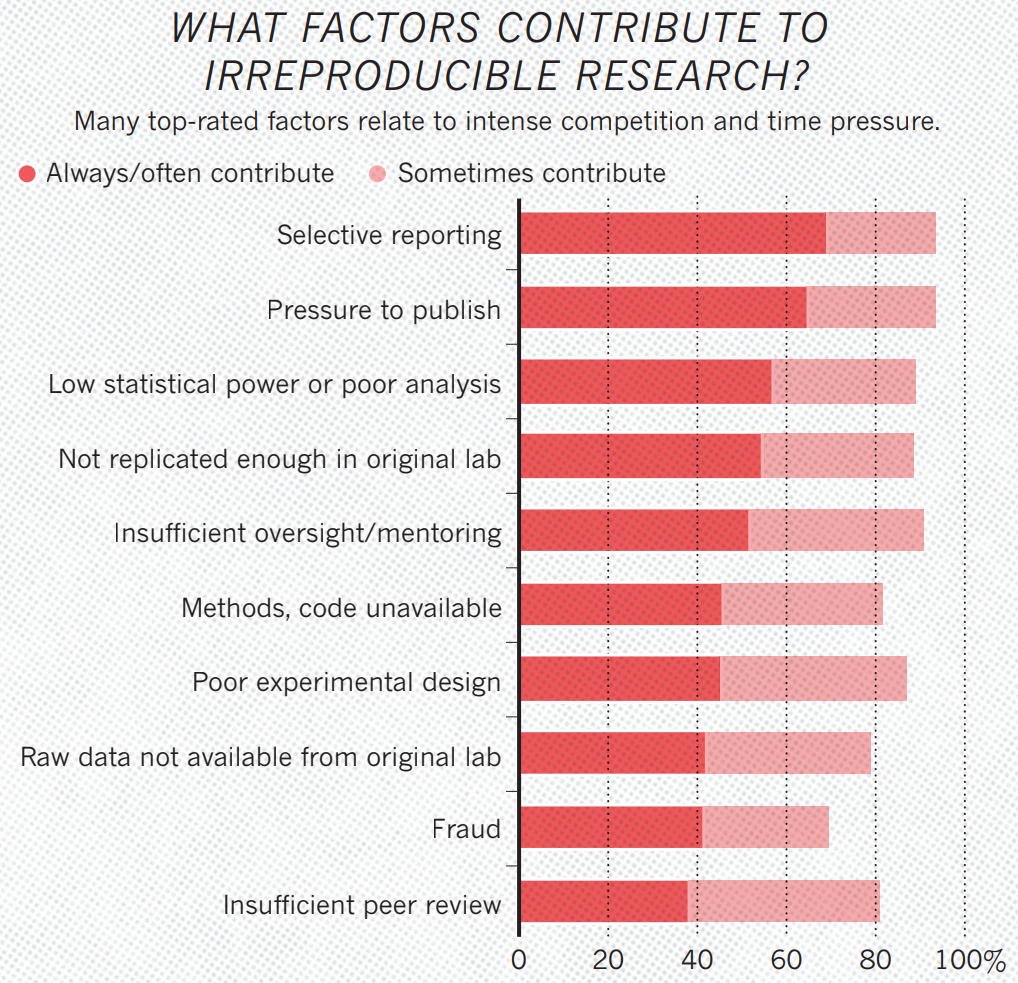 WHAT FACTORS CONTRIBUTE TO
IRREPRODUCIBLE RESEARCH?
Many top-rated factors relate to intense competition and time pressure.
Always/often contribute Sometimes contribute
Selective reporting
Pressure to publish
Low statistical power or poor analysis
Not replicated enough in original lab
Insufficient oversight/mentoring
Methods, code unavailable
Poor experimental design
Raw data not available from original lab
Fraud
Insufficient peer review
0 20 40 60 80 100%